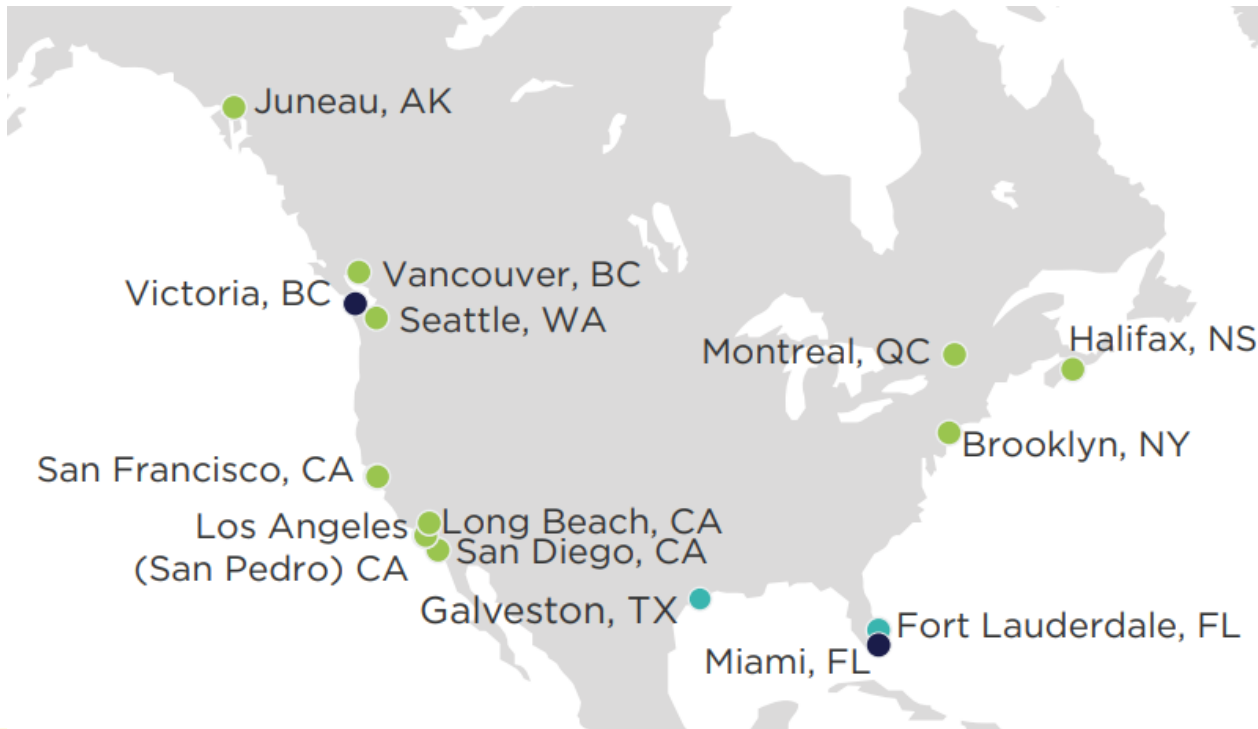 Juneau, AK
Vancouver, BC
Victoria, BC
Seattle, WA
Halifax, NS
Montreal, QC
Brooklyn, NY
San Francisco, CA
Long Beach, CA
Los Angeles
(San Pedro) CA
San Diego, CA
Galveston, TX
Fort Lauderdale, FL
Miami, FL